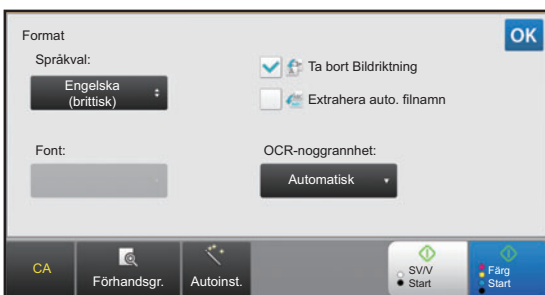 Format
OK
Språkval:
Engelska
(brittisk)
Ta bort Bildriktning
Extrahera auto. filnamn
Font:
OCR-noggrannhet:
Automatisk
CA
Förhandsgr.
Autoinst.
SV/V
Start
Färg
Start